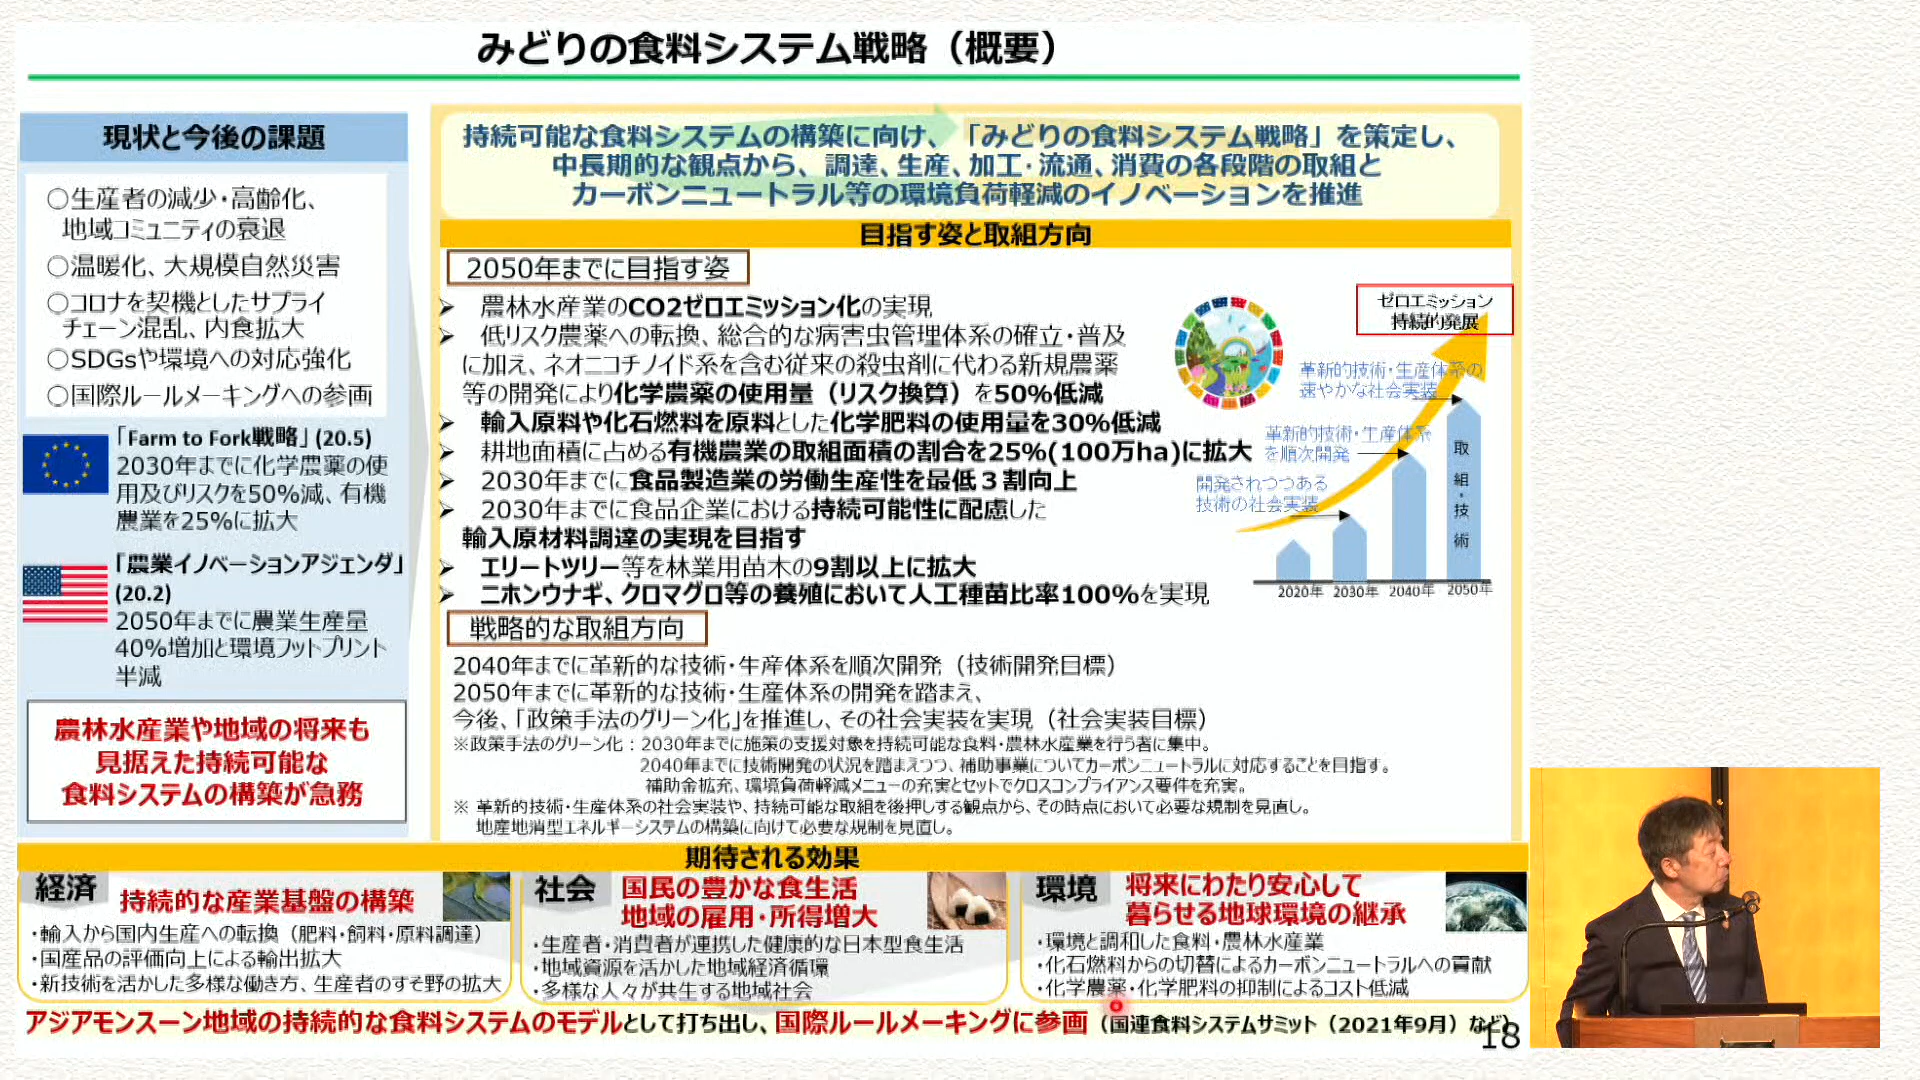 みどりの食料システム戦略（概要）
現状と今後の課題
○生産者の減少・高齢化、
地域コミュニティの衰退
○温暖化、大規模自然災害
○コロナを契機としたサプライ
チェーン混乱、内食拡大
○SDGsや環境への対応強化
○国際ルールメーキングへの参画
「Farm to Fork戦略」(20.5)
2030年までに化学農薬の使
用及びリスクを50%減、有機
農業を25%に拡大
「農業イノベーションアジェンダ」
(20.2)
2050年までに農業生産量
40%増加と環境フットプリント
半減
農林水産業や地域の将来も
見据えた持続可能な
食料システムの構築が急務
持続可能な食料システムの構築に向け、「みどりの食料システム戦略」を策定し、
中長期的な観点から、調達、生産、加工・流通、消費の各段階の取組と
カーボンニュートラル等の環境負荷軽減のイノベーションを推進
目指す姿と取組方向
2050年までに目指す姿
➢ 農林水産業のCO2ゼロエミッション化の実現
➢ 低リスク農薬への転換、総合的な病害虫管理体系の確立・普及
に加え、ネオニコチノイド系を含む従来の殺虫剤に代わる新規農薬
等の開発により化学農薬の使用量（リスク換算）を50%低減
➢ 輸入原料や化石燃料を原料とした化学肥料の使用量を30%低減
➢ 耕地面積に占める有機農業の取組面積の割合を25%(100万ha)に拡大
➢ 2030年までに食品製造業の労働生産性を最低３割向上
➢ 2030年までに食品企業における持続可能性に配慮した
輸入原材料調達の実現を目指す
➢ エリートツリー等を林業用苗木の9割以上に拡大
➢ ニホンウナギ、クロマグロ等の養殖において人工種苗比率100%を実現
ゼロエミッション
持続的発展
革新的技術・生産体系の
速やかな社会実装
革新的技術・生産体系
を順次開発
開発されつつある
技術の社会実装
取
組
・
技
術
2020年 2030年 2040年 2050年
戦略的な取組方向
2040年までに革新的な技術・生産体系を順次開発（技術開発目標）
2050年までに革新的な技術・生産体系の開発を踏まえ、
今後、「政策手法のグリーン化」を推進し、その社会実装を実現（社会実装目標）
※政策手法のグリーン化：2030年までに施策の支援対象を持続可能な食料・農林水産業を行う者に集中。
2040年までに技術開発の状況を踏まえつつ、補助事業についてカーボンニュートラルに対応することを目指す。
補助金拡充、環境負荷軽減メニューの充実とセットでクロスコンプライアンス要件を充実。
※ 革新的技術・生産体系の社会実装や、持続可能な取組を後押しする観点から、その時点において必要な規制を見直し。
地産地消型エネルギーシステムの構築に向けて必要な規制を見直し。
期待される効果
経済
持続的な産業基盤の構築
・輸入から国内生産への転換（肥料・飼料・原料調達）
・国産品の評価向上による輸出拡大
・新技術を活かした多様な働き方、生産者のすそ野の拡大
社会
国民の豊かな食生活
地域の雇用・所得増大
・生産者・消費者が連携した健康的な日本型食生活
・地域資源を活かした地域経済循環
・多様な人々が共生する地域社会
環境
将来にわたり安心して
暮らせる地球環境の継承
・環境と調和した食料・農林水産業
・化石燃料からの切替によるカーボンニュートラルへの貢献
・化学農薬・化学肥料の抑制によるコスト低減
アジアモンスーン地域の持続的な食料システムのモデルとして打ち出し、国際ルールメーキングに参画（国連食料システムサミット（2021年9月）など）
18